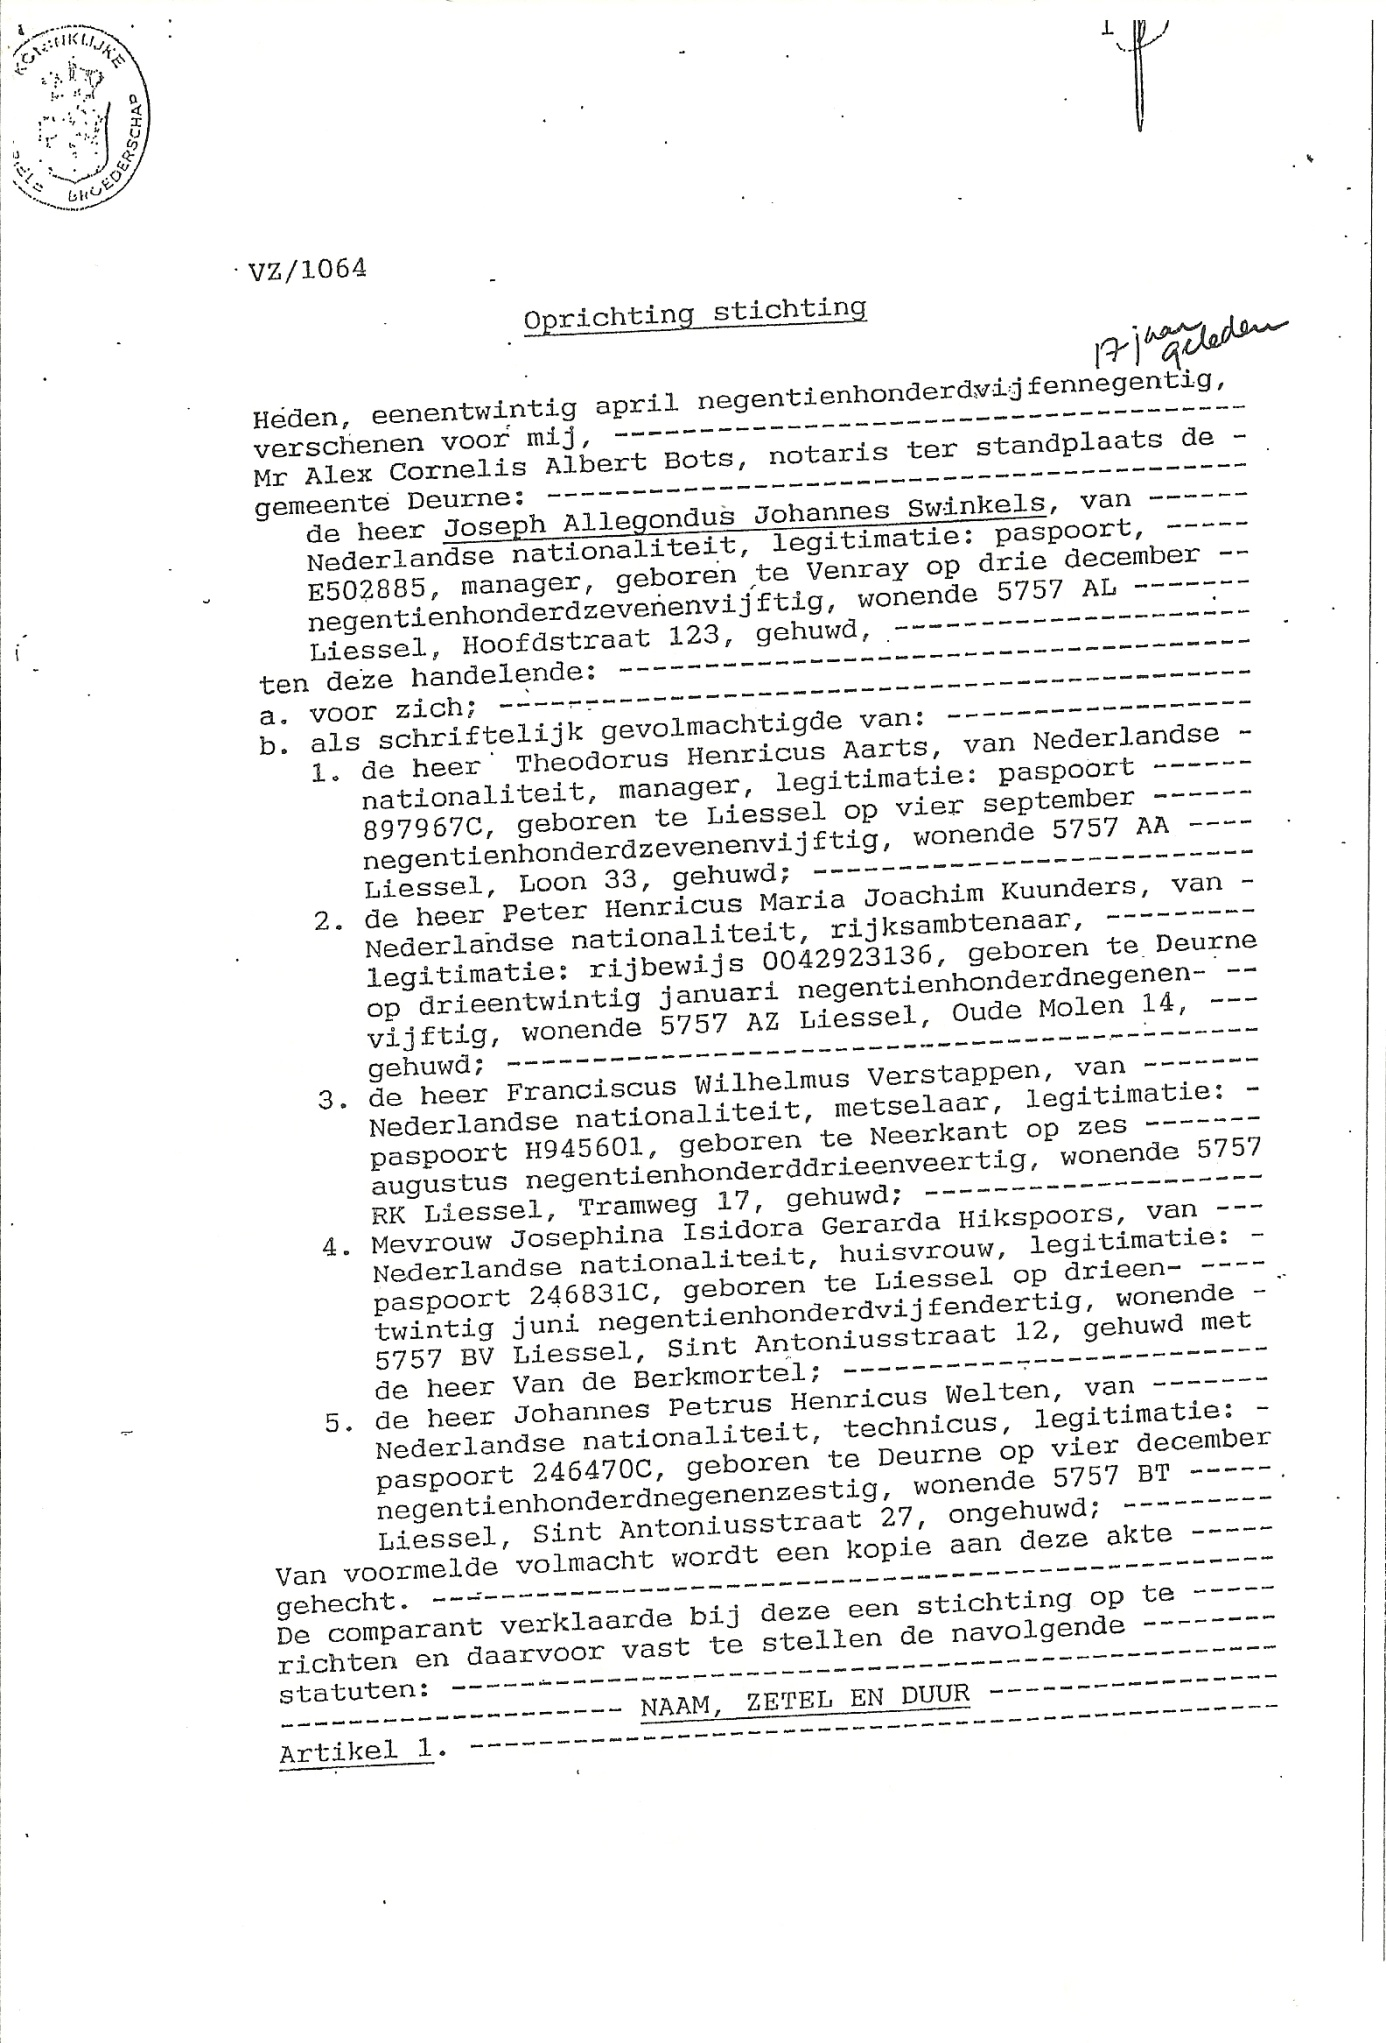 KONINKLIJKE
BROEDERSCHAP
1
VZ/1064
Oprichting stichting
17 jaar
geleden
Heden, eenentwintig april negentienhonderdvijfennegentig,
verschenen voor mij, ------------------------------------
Mr Alex Cornelis Albert Bots, notaris ter standplaats de -
gemeente Deurne: -----------------------------------------
de heer Joseph Allegondus Johannes Swinkels, van ------
Nederlandse nationaliteit, legitimatie: paspoort, -----
E502885, manager, geboren te Venray op drie december --
negentienhonderdzevenenvijftig, wonende 5757 AL -------
Liessel, Hoofdstraat 123, gehuwd, ---------------------
ten deze handelende: -------------------------------------
a. voor zich; --------------------------------------------
b. als schriftelijk gevolmachtigde van: ------------------
1. de heer Theodorus Henricus Aarts, van Nederlandse -
nationaliteit, manager, legitimatie: paspoort ------
897967C, geboren te Liessel op vier september ------
negentienhonderdzevenenvijftig, wonende 5757 AA ----
Liessel, Loon 33, gehuwd; --------------------------
2. de heer Peter Henricus Maria Joachim Kuunders, van -
Nederlandse nationaliteit, rijksambtenaar, ---------
legitimatie: rijbewijs 0042923136, geboren te Deurne
op drieentwintig januari negentienhonderdnegenen- --
vijftig, wonende 5757 AZ Liessel, Oude Molen 14, ---
gehuwd; --------------------------------------------
3. de heer Franciscus Wilhelmus Verstappen, van -------
Nederlandse nationaliteit, metselaar, legitimatie: -
paspoort H945601, geboren te Neerkant op zes -------
augustus negentienhonderddrieenveertig, wonende 5757
RK Liessel, Tramweg 17, gehuwd; --------------------
4. Mevrouw Josephina Isidora Gerarda Hikspoors, van ---
Nederlandse nationaliteit, huisvrouw, legitimatie: -
paspoort 246831C, geboren te Liessel op drieen- ----
twintig juni negentienhonderdvijfendertig, wonende -
5757 BV Liessel, Sint Antoniusstraat 12, gehuwd met
de heer Van de Berkmortel; -------------------------
5. de heer Johannes Petrus Henricus Welten, van -------
Nederlandse nationaliteit, technicus, legitimatie: -
paspoort 246470C, geboren te Deurne op vier december
negentienhonderdnegenenzestig, wonende 5757 BT -----
Liessel, Sint Antoniusstraat 27, ongehuwd; ---------
Van voormelde volmacht wordt een kopie aan deze akte -----
gehecht. -------------------------------------------------
De comparant verklaarde bij deze een stichting op te -----
richten en daarvoor vast te stellen de navolgende --------
statuten: ------------------------------------------------
-------------------- NAAM, ZETEL EN DUUR -----------------
Artikel 1. -----------------------------------------------